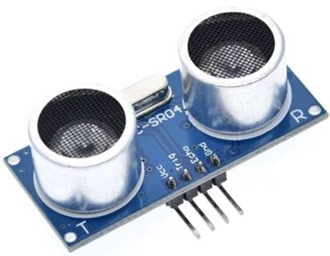 C-SR04
R
Vcc
Trig
Echo
Gnd
T